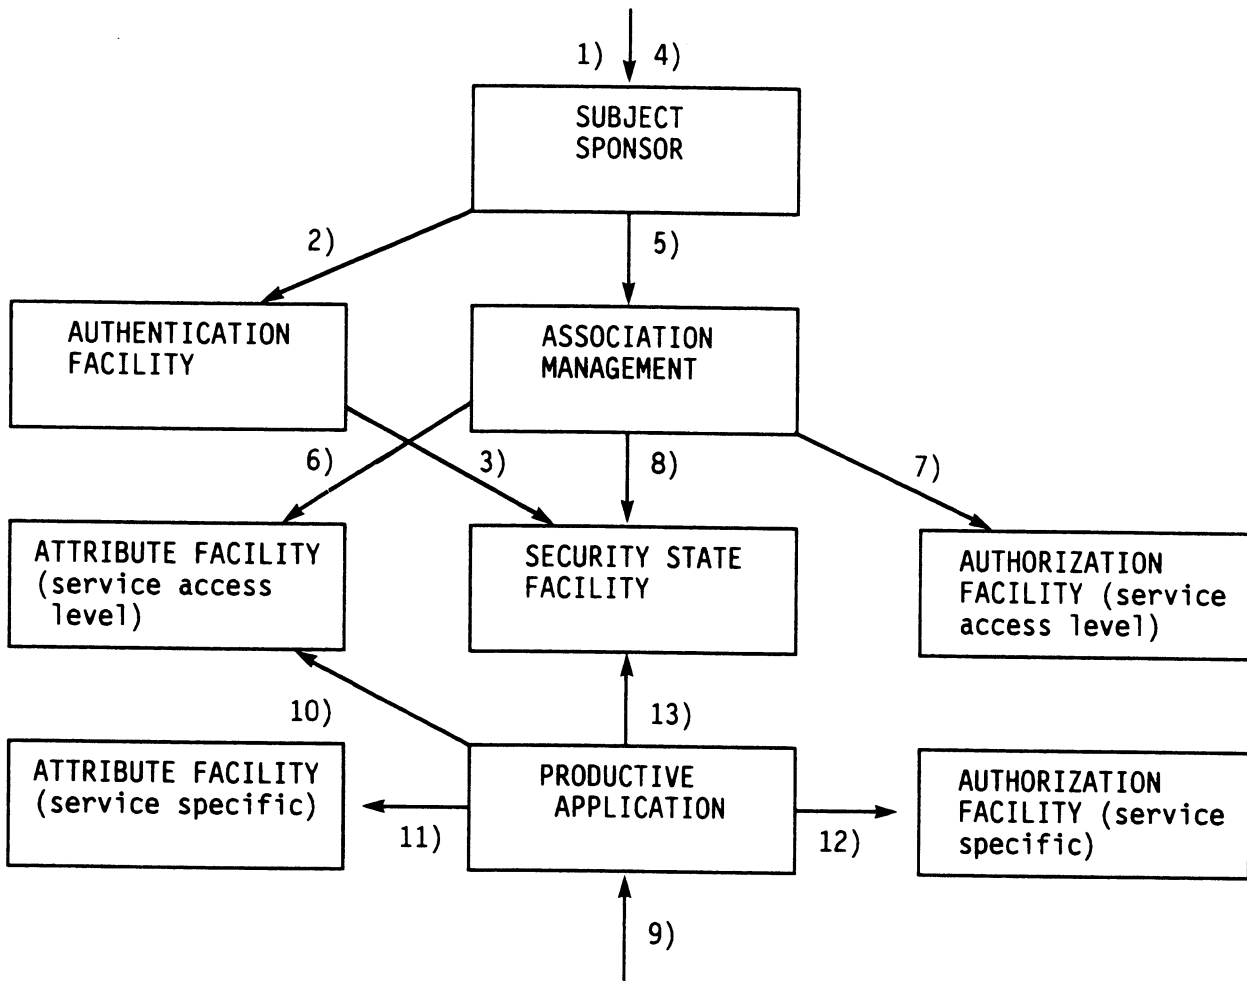 1) 4)
SUBJECT
SPONSOR
2)
5)
AUTHENTICATION
FACILITY
ASSOCIATION
MANAGEMENT
6)
3)
8)
7)
ATTRIBUTE FACILITY
(service access
level)
SECURITY STATE
FACILITY
AUTHORIZATION
FACILITY (service
access level)
10)
13)
ATTRIBUTE FACILITY
(service specific)
PRODUCTIVE
APPLICATION
AUTHORIZATION
FACILITY (service
specific)
11)
12)
9)